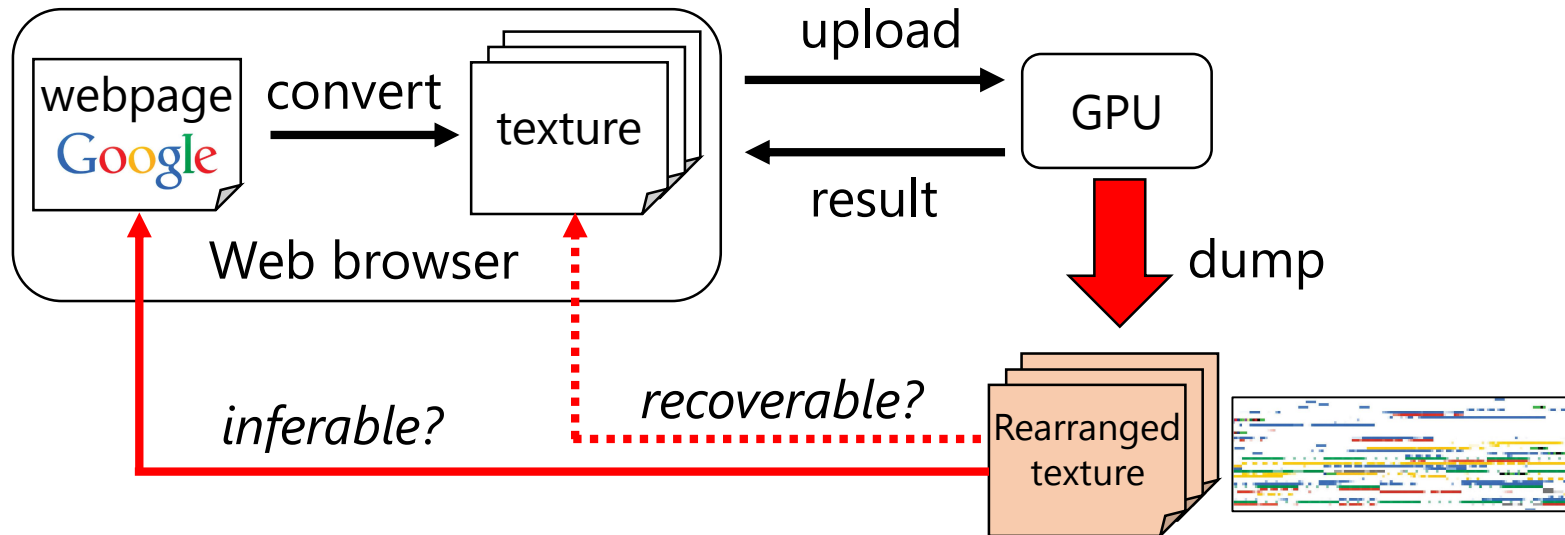 upload
webpage
convert
Google
texture
GPU
result
Web browser
dump
recoverable?
inferable?
Rearranged
texture